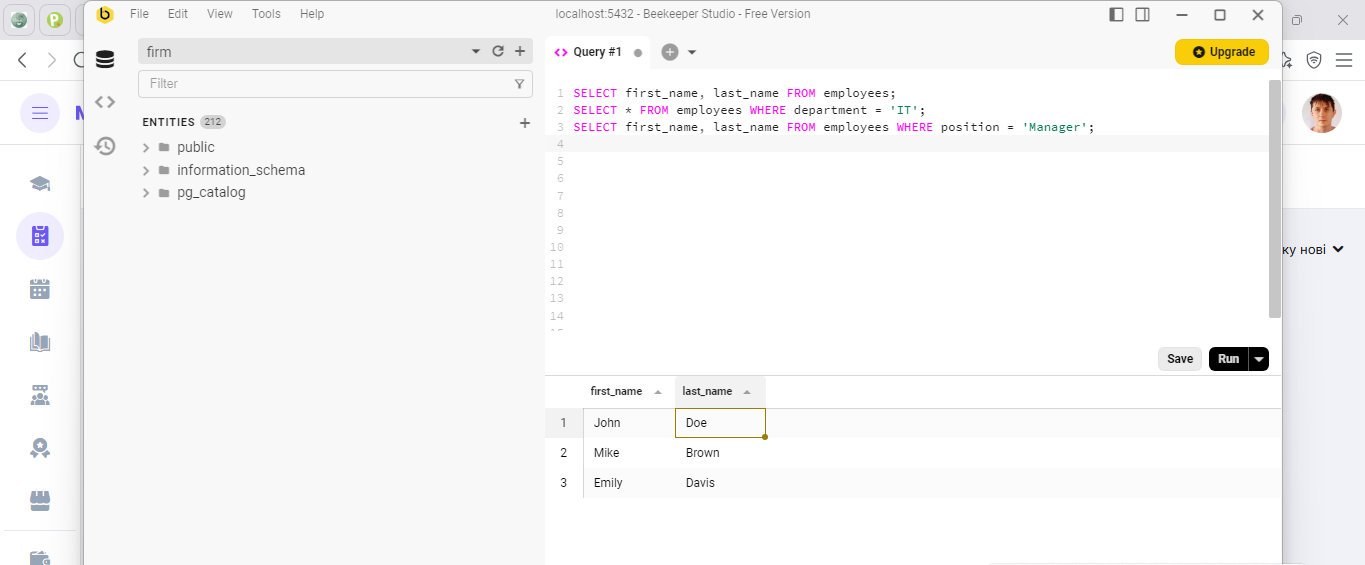 File Edit View Tools Help
localhost:5432 - Beekeeper Studio - Free Version
firm
Filter
ENTITIES 212
public
information_schema
pg_catalog
Query #1
Upgrade
1 SELECT first_name, last_name FROM employees;
2 SELECT * FROM employees WHERE department = 'IT';
3 SELECT first_name, last_name FROM employees WHERE position = 'Manager';
4
5
6
7
8
9
10
11
12
13
14
Save Run
first_name last_name
1 John Doe
2 Mike Brown
3 Emily Davis
ку нові